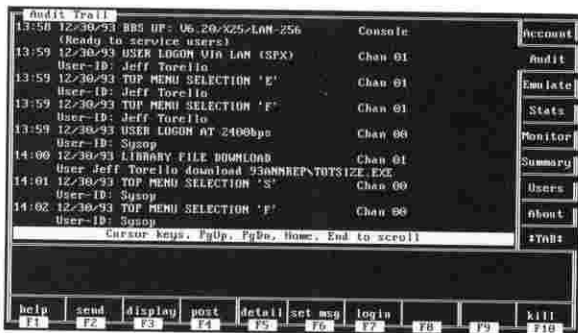 Audit Trail
13:58 12/30/93 BBS UP: V6.20/X25/LAN-256 Console
(Ready to service users)
13:59 12/30/93 USER LOGON VIA LAN (SPX) Chan 01
User-ID: Jeff Torello
13:59 12/30/93 TOP MENU SELECTION 'E' Chan 01
User-ID: Jeff Torello
13:59 12/30/93 TOP MENU SELECTION 'F' Chan 01
User-ID: Jeff Torello
13:59 12/30/93 USER LOGON AT 2400bps Chan 00
User-ID: Sysop
14:00 12/30/93 LIBRARY FILE DOWNLOAD Chan 01
User Jeff Torello download 93ANNREP\TOTSIZE.EXE
14:01 12/30/93 TOP MENU SELECTION 'S' Chan 00
User-ID: Sysop
14:02 12/30/93 TOP MENU SELECTION 'F' Chan 00
User-ID: Sysop
Cursor keys, PgUp, PgDn, Home, End to scroll
Account
Audit
Emulate
Stats
Monitor
Summary
Users
About
‡TAB‡
help send display post detail set msg login kill
F1 F2 F3 F4 F5 F6 F7 F8 F9 F10